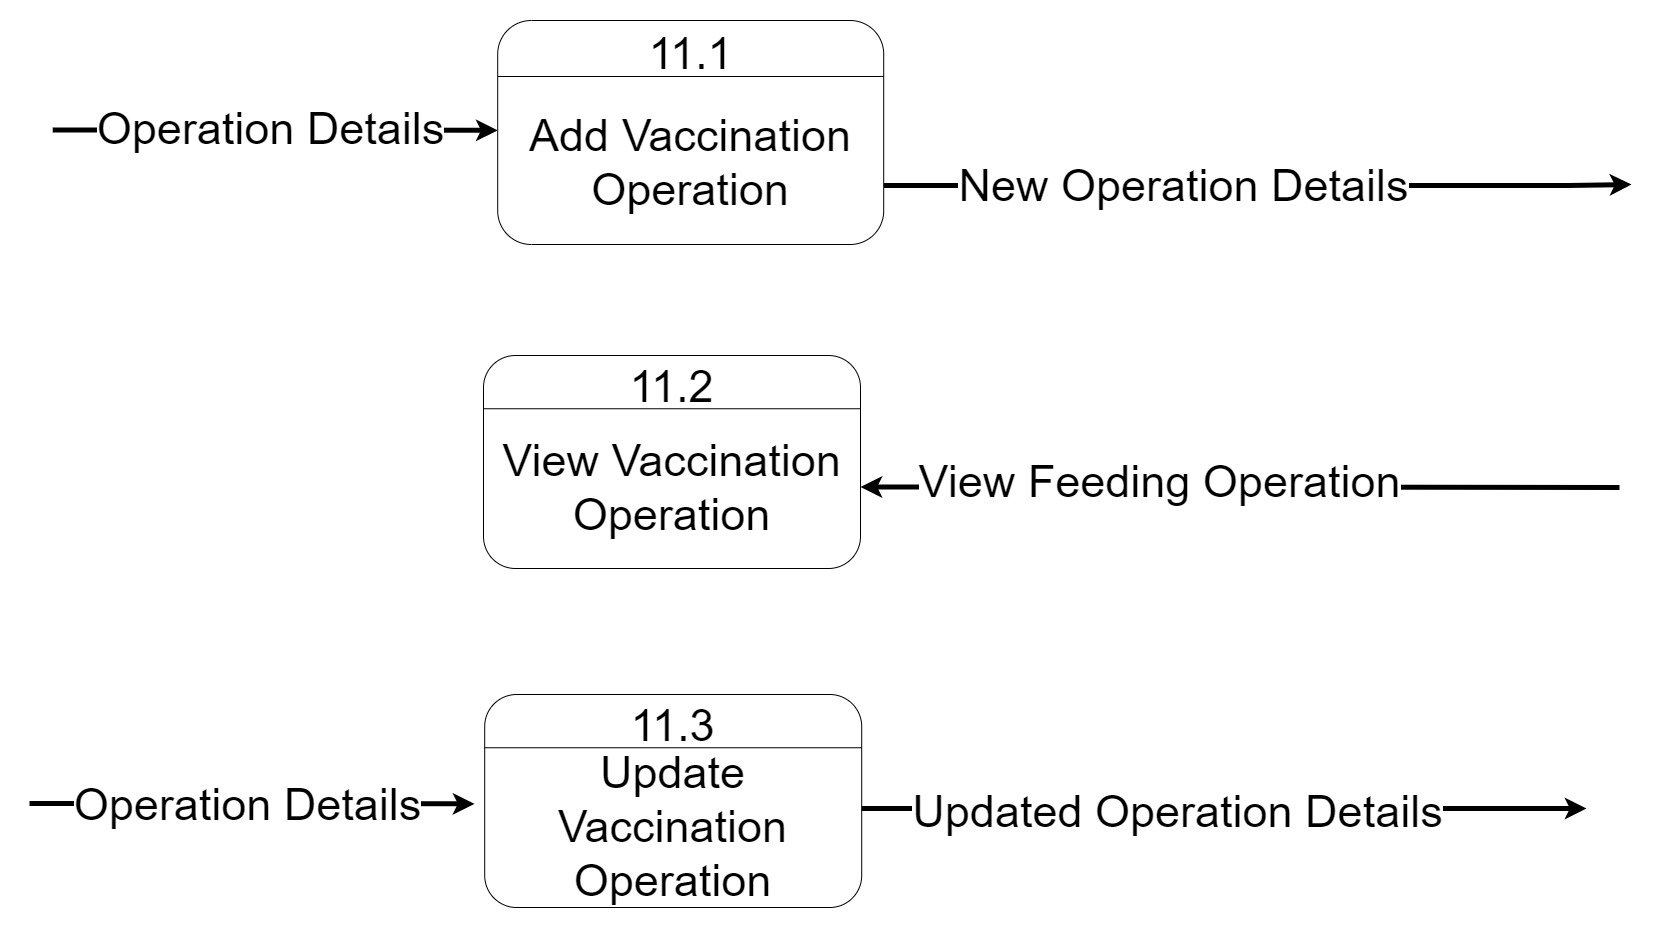 11.1
Operation Details
Add Vaccination
Operation
New Operation Details
11.2
View Vaccination
Operation
View Feeding Operation
11.3
Operation Details
Update
Vaccination
Operation
Updated Operation Details